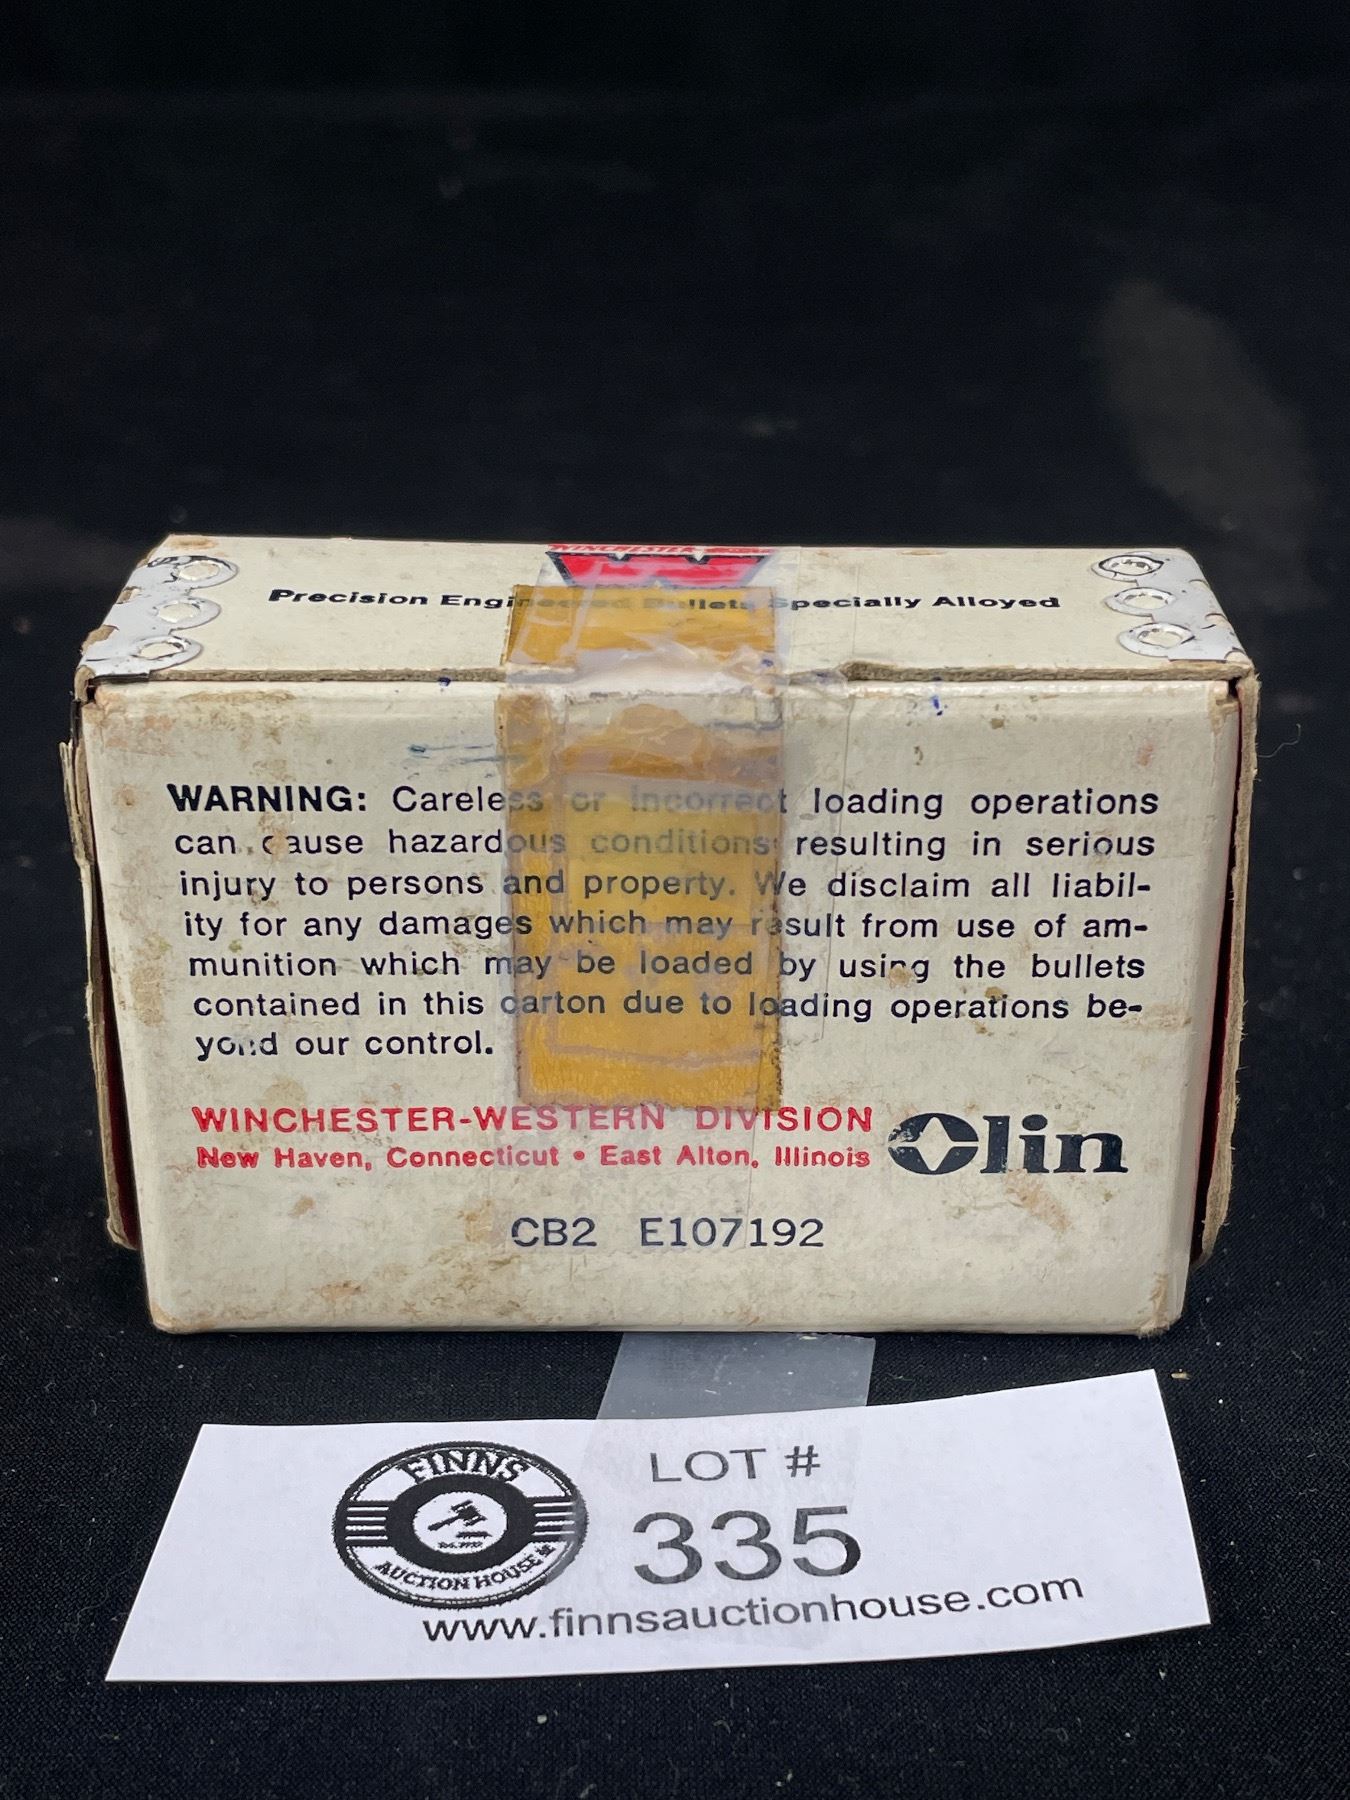 WINCHESTER
Precision Engineered Bullets Specially Alloyed
WARNING: Careless or incorrect loading operations
can cause hazardous conditions resulting in serious
injury to persons and property. We disclaim all liabil-
ity for any damages which may result from use of am-
munition which may be loaded by using the bullets
contained in this carton due to loading operations be-
yond our control.
WINCHESTER-WESTERN DIVISION
New Haven, Connecticut • East Alton, Illinois
Olin
CB2 E107192
FINNS
AUCTION HOUSE
LOT #
335
www.finnsauctionhouse.com